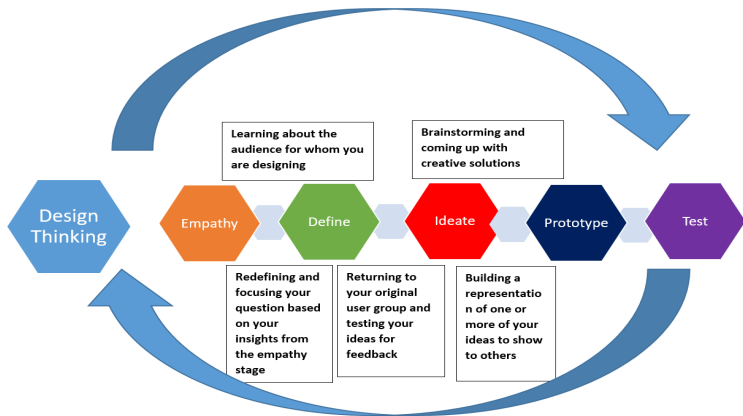 Learning about the
audience for whom you
are designing
Brainstorming and
coming up with
creative solutions
Design
Thinking
Empathy
Define
Ideate
Prototype
Test
Redefining and
focusing your
question based on
your
insights from
the empathy
stage
Returning to
your original
user group and
testing your
ideas for
feedback
Building a
representatio
n of one or
more of your
ideas to show
to others